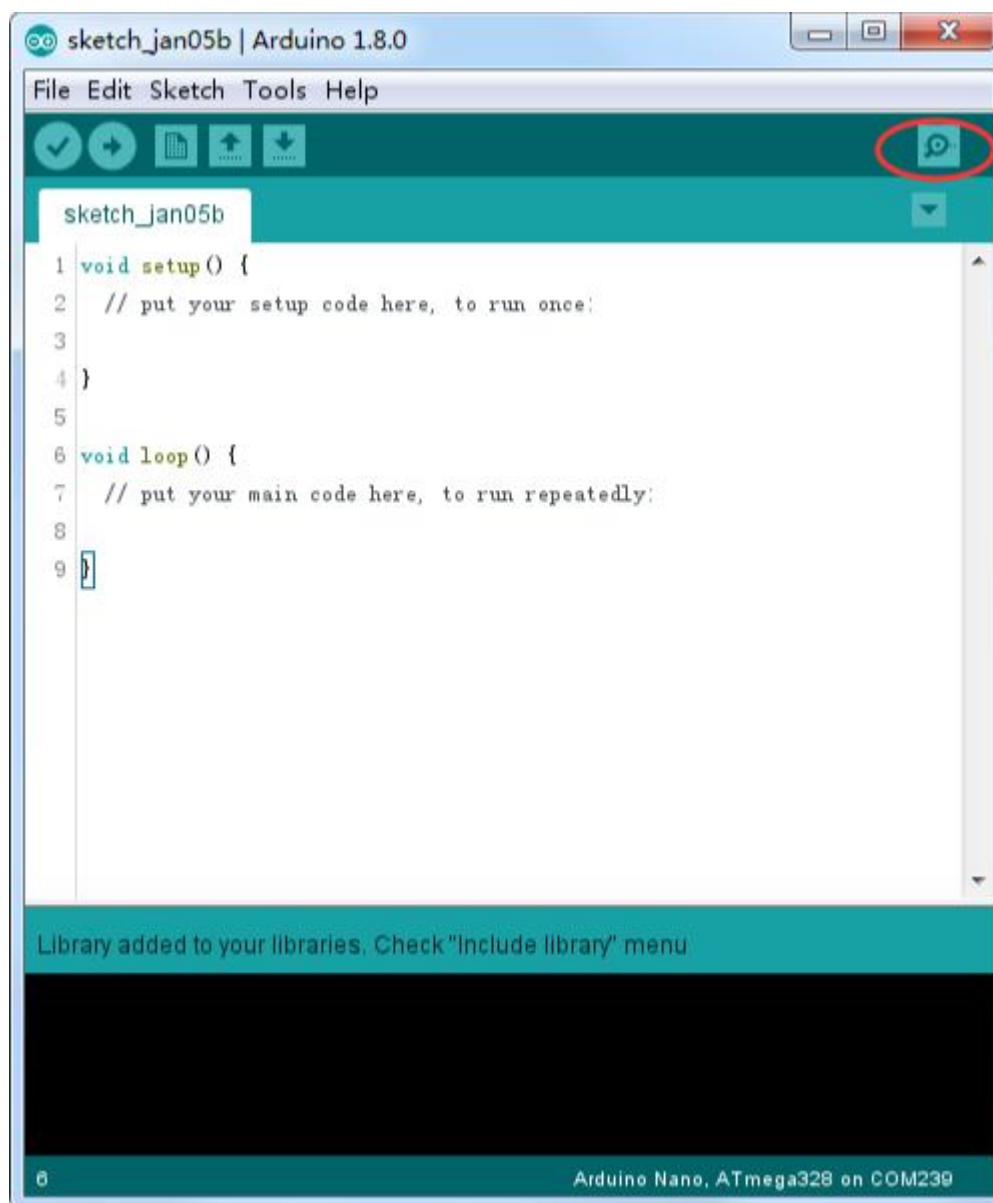 sketch_jan05b | Arduino 1.8.0
File Edit Sketch Tools Help
sketch_jan05b
1 void setup() {
2 // put your setup code here, to run once:
3
4 }
5
6 void loop() {
7 // put your main code here, to run repeatedly:
8
9 }
Library added to your libraries. Check "Include library" menu
6 Arduino Nano, ATmega328 on COM239